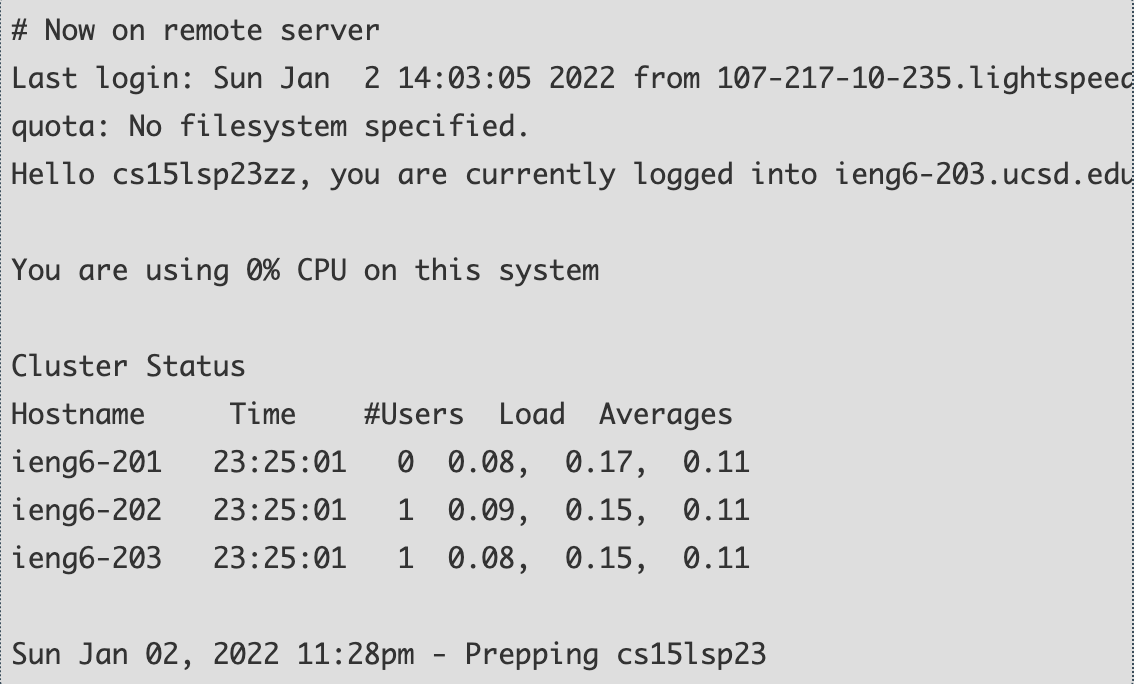 # Now on remote server
Last login: Sun Jan  2 14:03:05 2022 from 107-217-10-235.lightspeed
quota: No filesystem specified.
Hello cs15lsp23zz, you are currently logged into ieng6-203.ucsd.edu
You are using 0% CPU on this system
Cluster Status
Hostname     Time    #Users  Load  Averages
ieng6-201   23:25:01   0  0.08,  0.17,  0.11
ieng6-202   23:25:01   1  0.09,  0.15,  0.11
ieng6-203   23:25:01   1  0.08,  0.15,  0.11
Sun Jan 02, 2022 11:28pm - Prepping cs15lsp23